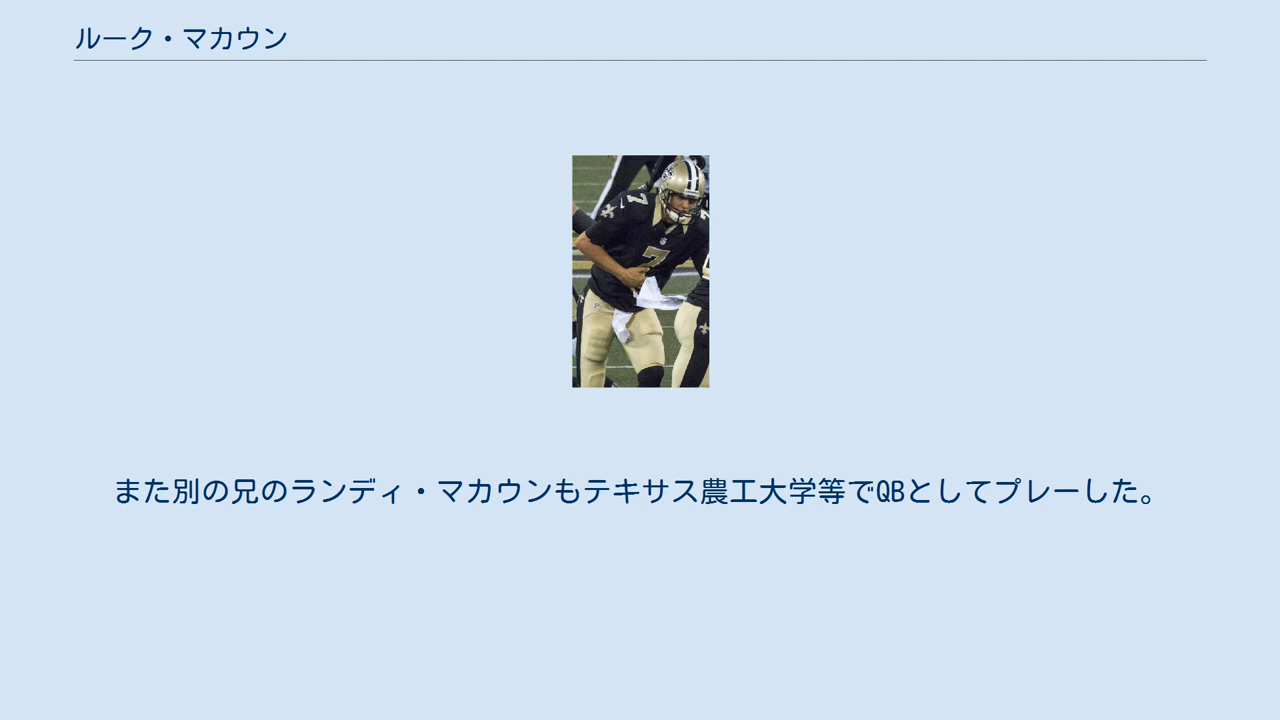 ルーク・マカウン
7
7
また別の兄のランディ・マカウンもテキサス農工大学等でQBとしてプレーした。